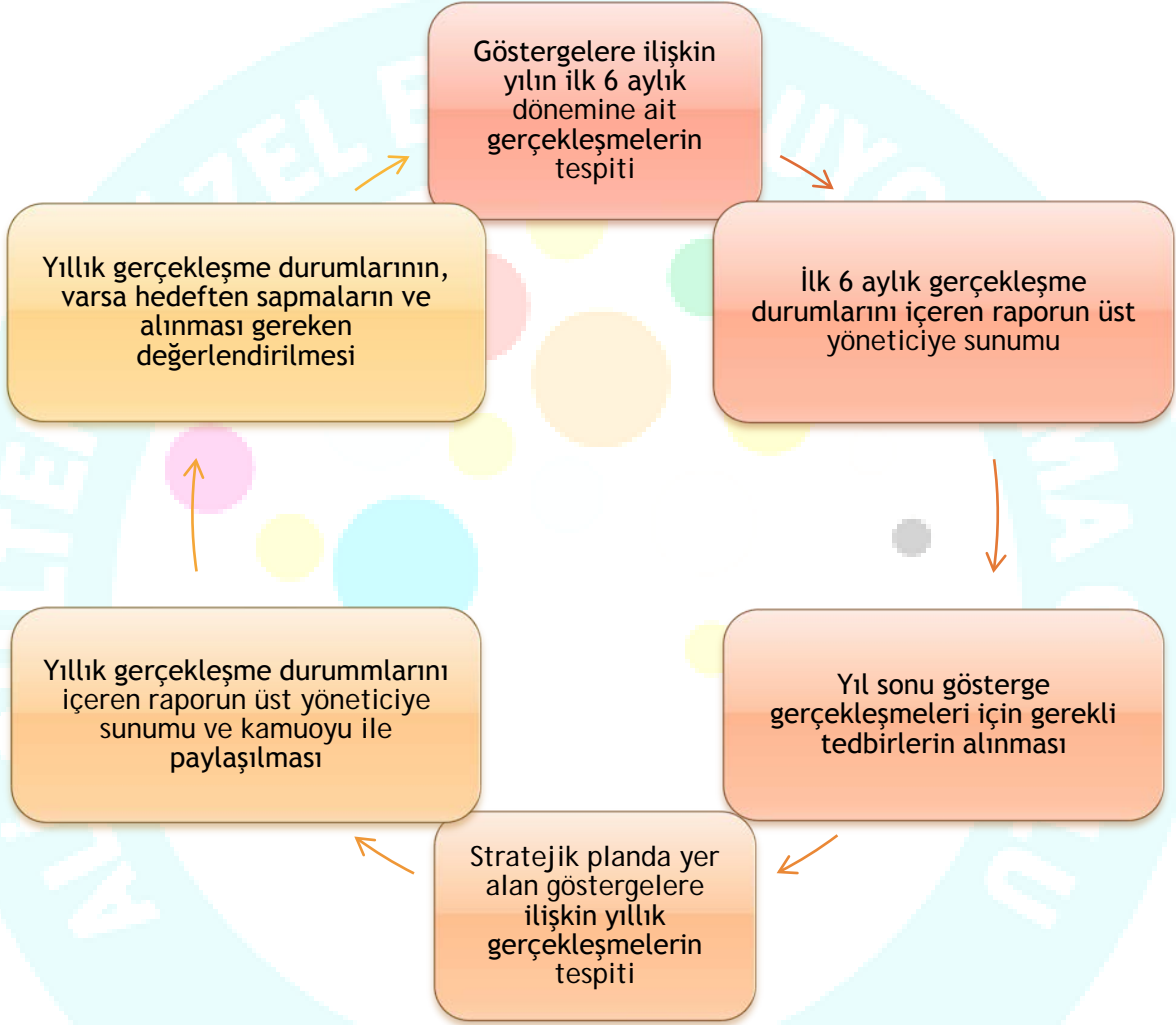 Göstergelere ilişkin
yılın ilk 6 aylık
dönemine ait
gerçekleşmelerin
tespiti
İlk 6 aylık gerçekleşme
durumlarını içeren raporun üst
yöneticiye sunumu
Yıl sonu gösterge
gerçekleşmeleri için gerekli
tedbirlerin alınması
Stratejik planda yer
alan göstergelere
ilişkin yıllık
gerçekleşmelerin
tespiti
Yıllık gerçekleşme durummlarını
içeren raporun üst yöneticiye
sunumu ve kamuoyu ile
paylaşılması
Yıllık gerçekleşme durumlarının,
varsa hedeften sapmaların ve
alınması gereken
değerlendirilmesi